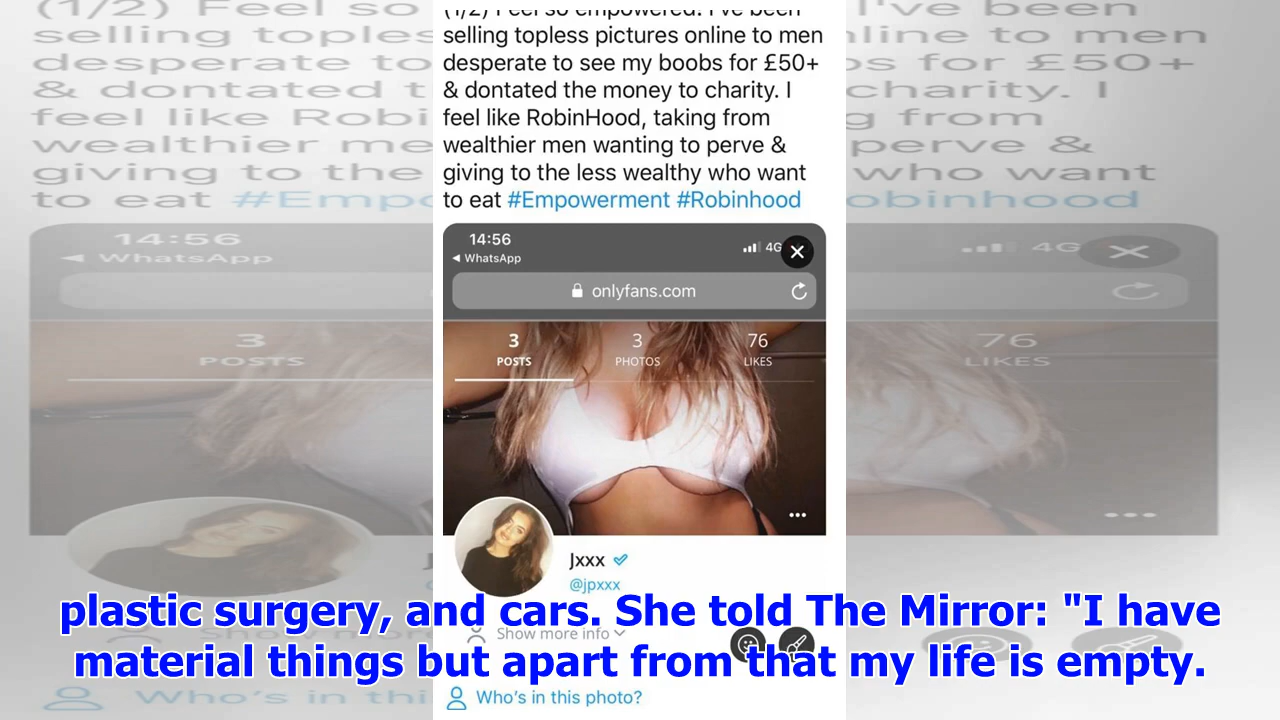 (1/2) Feel so empowered. I've been
selling topless pictures online to men
desperate to see my boobs for £50+
& dontated the money to charity. I
feel like RobinHood, taking from
wealthier men wanting to perve &
giving to the less wealthy who want
to eat #Empowerment #Robinhood
14:56
4G
WhatsApp
onlyfans.com
3
3
76
POSTS
PHOTOS
LIKES
Jxxx
@jpxxx
plastic surgery, and cars. She told The Mirror: "I have
Show more info
material things but apart from that my life is empty.
Who's in this photo?